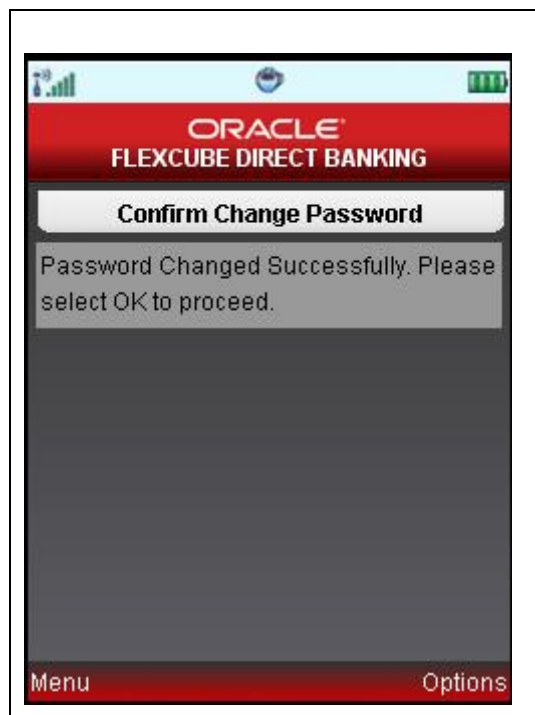 ORACLE
FLEXCUBE DIRECT BANKING
Confirm Change Password
Password Changed Successfully. Please
select OK to proceed.
Menu Options